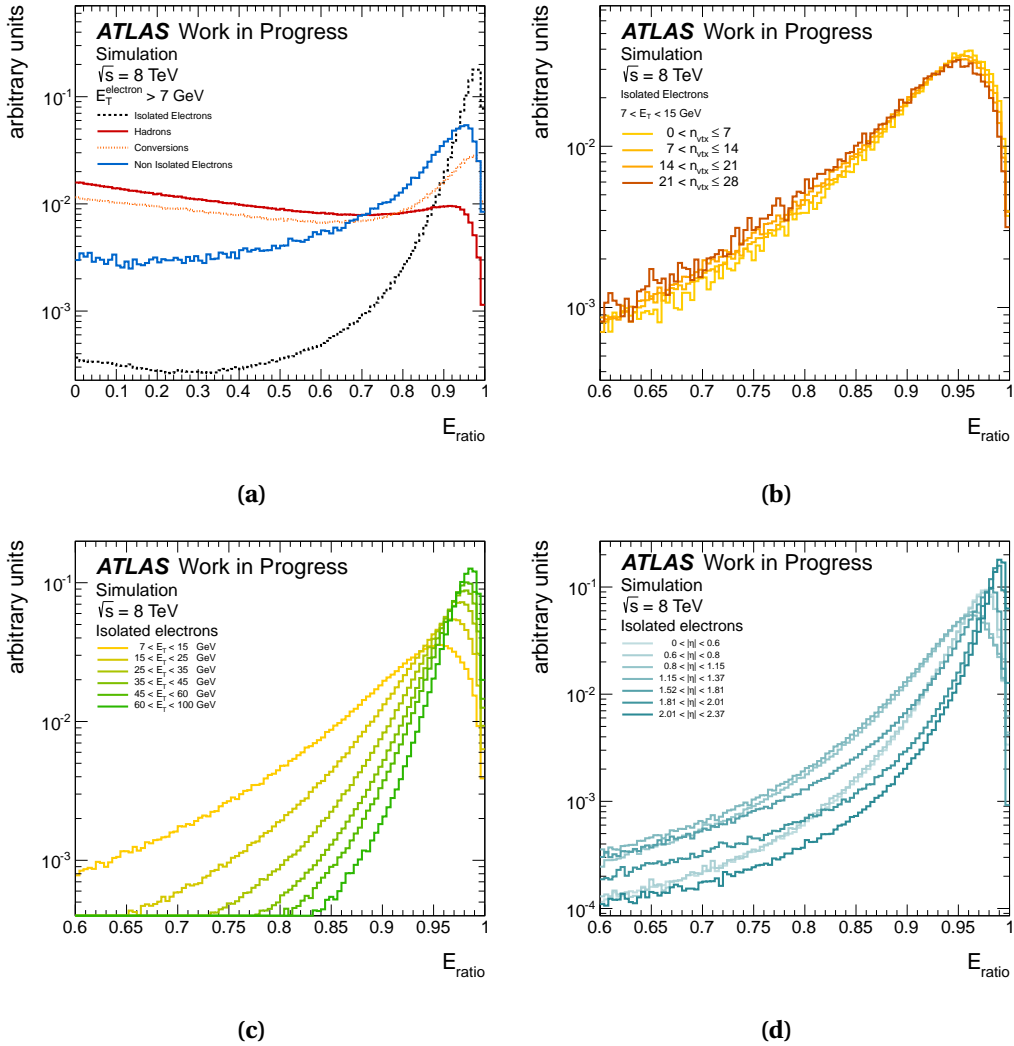 arbitrary units
ATLAS Work in Progress
Simulation
√s = 8 TeV
E_T^electron > 7 GeV
Isolated Electrons
Hadrons
Conversions
Non Isolated Electrons
10⁻¹
10⁻²
10⁻³
0 0.1 0.2 0.3 0.4 0.5 0.6 0.7 0.8 0.9 1
E_ratio
(a)
arbitrary units
ATLAS Work in Progress
Simulation
√s = 8 TeV
Isolated Electrons
7 < E_T < 15 GeV
0 < n_vtx ≤ 7
7 < n_vtx ≤ 14
14 < n_vtx ≤ 21
21 < n_vtx ≤ 28
10⁻²
10⁻³
0.6 0.65 0.7 0.75 0.8 0.85 0.9 0.95 1
E_ratio
(b)
arbitrary units
ATLAS Work in Progress
Simulation
√s = 8 TeV
Isolated electrons
7 < E_T < 15 GeV
15 < E_T < 25 GeV
25 < E_T < 35 GeV
35 < E_T < 45 GeV
45 < E_T < 60 GeV
60 < E_T < 100 GeV
10⁻¹
10⁻²
10⁻³
0.6 0.65 0.7 0.75 0.8 0.85 0.9 0.95 1
E_ratio
(c)
arbitrary units
ATLAS Work in Progress
Simulation
√s = 8 TeV
Isolated electrons
0 < |η| < 0.6
0.6 < |η| < 0.8
0.8 < |η| < 1.15
1.15 < |η| < 1.37
1.52 < |η| < 1.81
1.81 < |η| < 2.01
2.01 < |η| < 2.37
10⁻¹
10⁻²
10⁻³
10⁻⁴
0.6 0.65 0.7 0.75 0.8 0.85 0.9 0.95 1
E_ratio
(d)